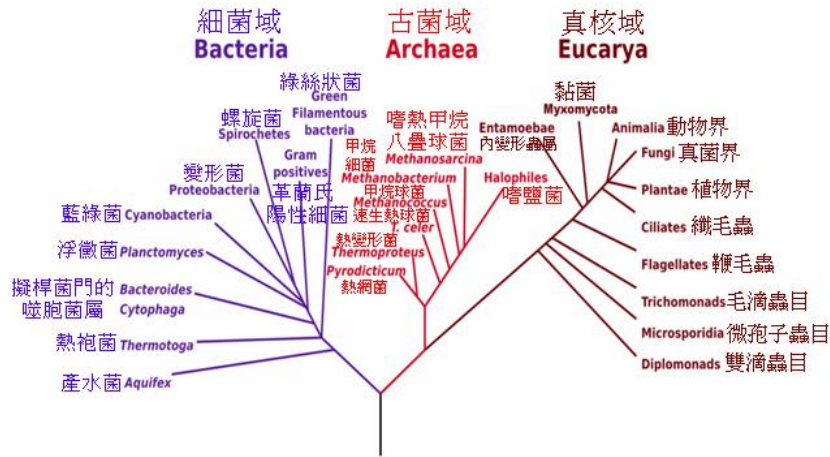 細菌域
Bacteria
古菌域
Archaea
真核域
Eucarya
綠絲狀菌
Green
Filamentous
bacteria
螺旋菌
Spirochetes
Gram
positives
革蘭氏
陽性細菌
變形菌
Proteobacteria
藍綠菌 Cyanobacteria
浮黴菌 Planctomyces
擬桿菌門的 Bacteroides
噬胞菌屬 Cytophaga
熱袍菌 Thermotoga
產水菌 Aquifex
嗜熱甲烷
八疊球菌
Methanosarcina
甲烷
細菌
Methanobacterium
甲烷球菌
Methanococcus
速生熱球菌
T. celer
熱變形菌
Thermoproteus
Pyrodicticum
熱網菌
Halophiles
嗜鹽菌
Entamoebae
內變形蟲屬
黏菌
Myxomycota
Animalia 動物界
Fungi 真菌界
Plantae 植物界
Ciliates 纖毛蟲
Flagellates 鞭毛蟲
Trichomonads 毛滴蟲目
Microsporidia 微孢子蟲目
Diplomonads 雙滴蟲目